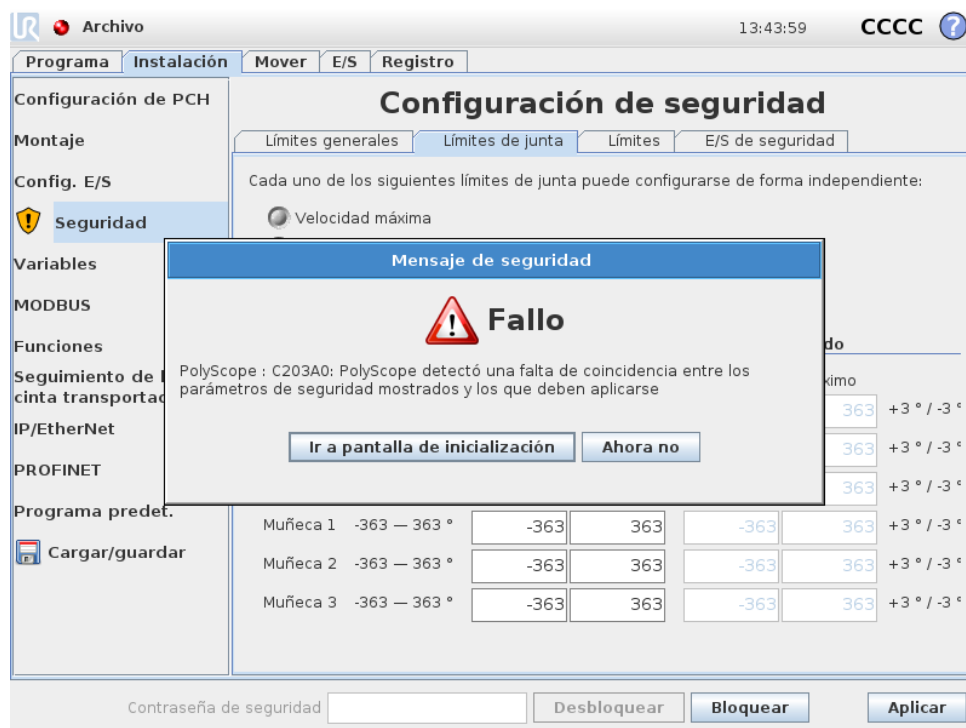 UR Archivo 13:43:59 CCCC ?
Programa Instalación Mover E/S Registro
Configuración de PCH
Montaje
Config. E/S
Seguridad
Variables
MODBUS
Funciones
Seguimiento de
cinta transportac
IP/EtherNet
PROFINET
Programa predet.
Cargar/guardar
Configuración de seguridad
Límites generales Límites de junta Límites E/S de seguridad
Cada uno de los siguientes límites de junta puede configurarse de forma independiente:
Velocidad máxima
Mensaje de seguridad
Fallo
PolyScope : C203A0: PolyScope detectó una falta de coincidencia entre los
parámetros de seguridad mostrados y los que deben aplicarse
Ir a pantalla de inicialización Ahora no
do
ximo
363 +3 ° / -3 °
363 +3 ° / -3 °
363 +3 ° / -3 °
Muñeca 1 -363 — 363 ° -363 363 -363 363 +3 ° / -3 °
Muñeca 2 -363 — 363 ° -363 363 -363 363 +3 ° / -3 °
Muñeca 3 -363 — 363 ° -363 363 -363 363 +3 ° / -3 °
Contraseña de seguridad Desbloquear Bloquear Aplicar